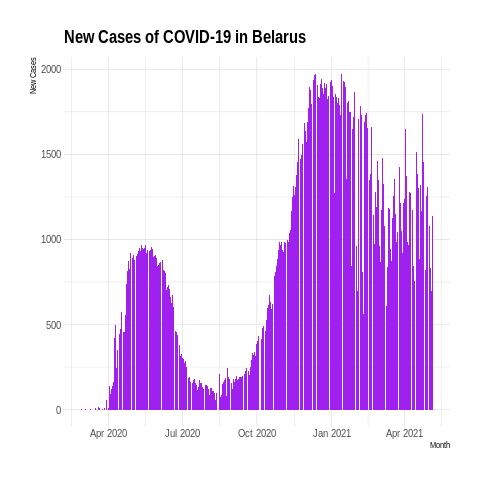 New Cases of COVID-19 in Belarus
New Cases
2000
1500
1000
500
0
Apr 2020 Jul 2020 Oct 2020 Jan 2021 Apr 2021
Month